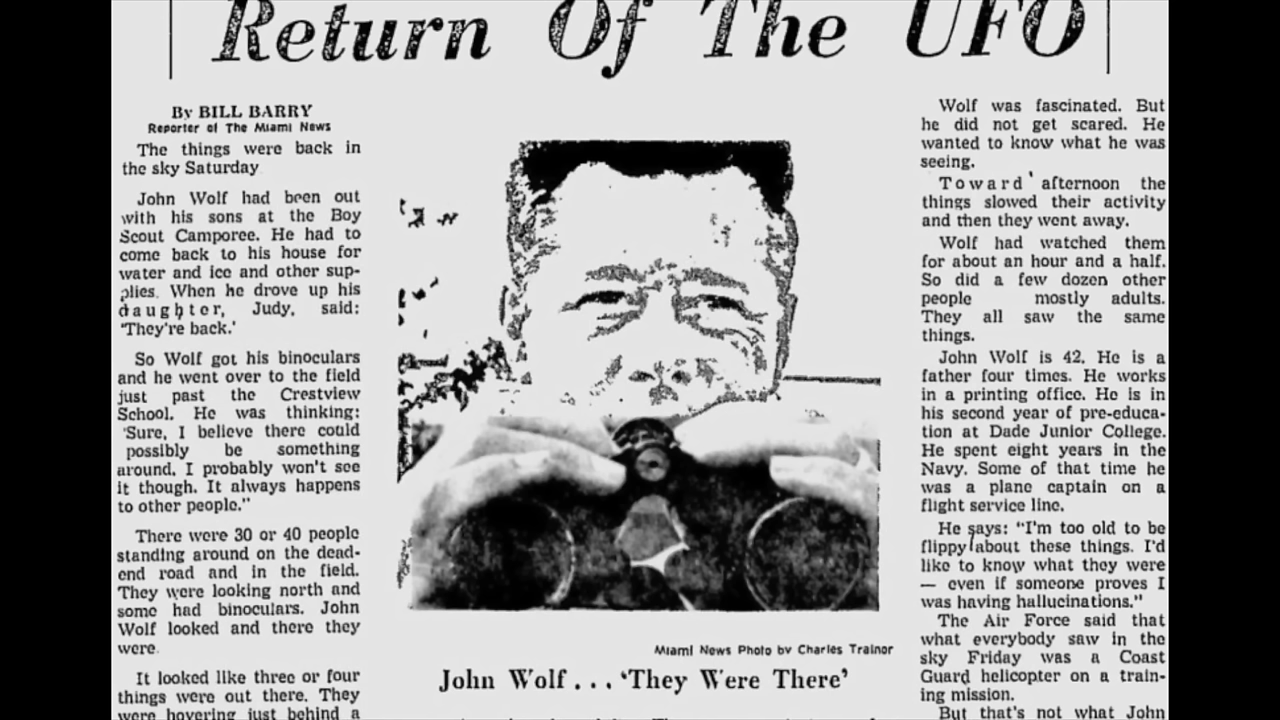 Return Of The UFO
By BILL BARRY
Reporter of The Miami News
The things were back in
the sky Saturday
John Wolf had been out
with his sons at the Boy
Scout Camporee. He had to
come back to his house for
water and ice and other sup-
plies. When he drove up his
daughter, Judy, said:
'They're back.'
So Wolf got his binoculars
and he went over to the field
just past the Crestview
School. He was thinking:
'Sure, I believe there could
possibly be something
around. I probably won't see
it though. It always happens
to other people."
There were 30 or 40 people
standing around on the dead-
end road and in the field.
They were looking north and
some had binoculars. John
Wolf looked and there they
were.
It looked like three or four
things were out there. They
were hovering just behind a
Miami News Photo by Charles Trainor
John Wolf . . . 'They Were There'
Wolf was fascinated. But
he did not get scared. He
wanted to know what he was
seeing.
Toward afternoon the
things slowed their activity
and then they went away.
Wolf had watched them
for about an hour and a half.
So did a few dozen other
people mostly adults.
They all saw the same
things.
John Wolf is 42. He is a
father four times. He works
in a printing office. He is in
his second year of pre-educa-
tion at Dade Junior College.
He spent eight years in the
Navy. Some of that time he
was a plane captain on a
flight service line.
He says: "I'm too old to be
flippy about these things. I'd
like to know what they were
— even if someone proves I
was having hallucinations."
The Air Force said that
what everybody saw in the
sky Friday was a Coast
Guard helicopter on a train-
ing mission.
But that's not what John